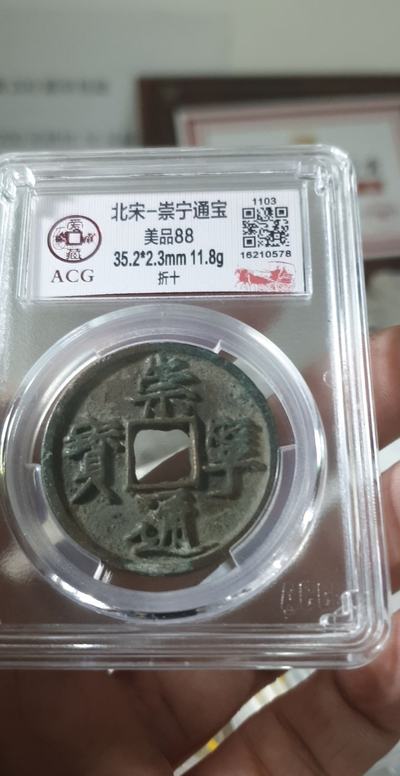 北宋-崇宁通宝
美品88
35.2*2.3mm 11.8g
折十
1103
16210578
ACG
崇
寧
通
寳